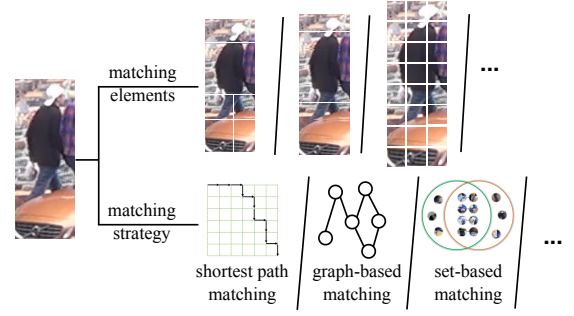 matching
elements
...
matching
strategy
shortest path
matching
graph-based
matching
set-based
matching
...